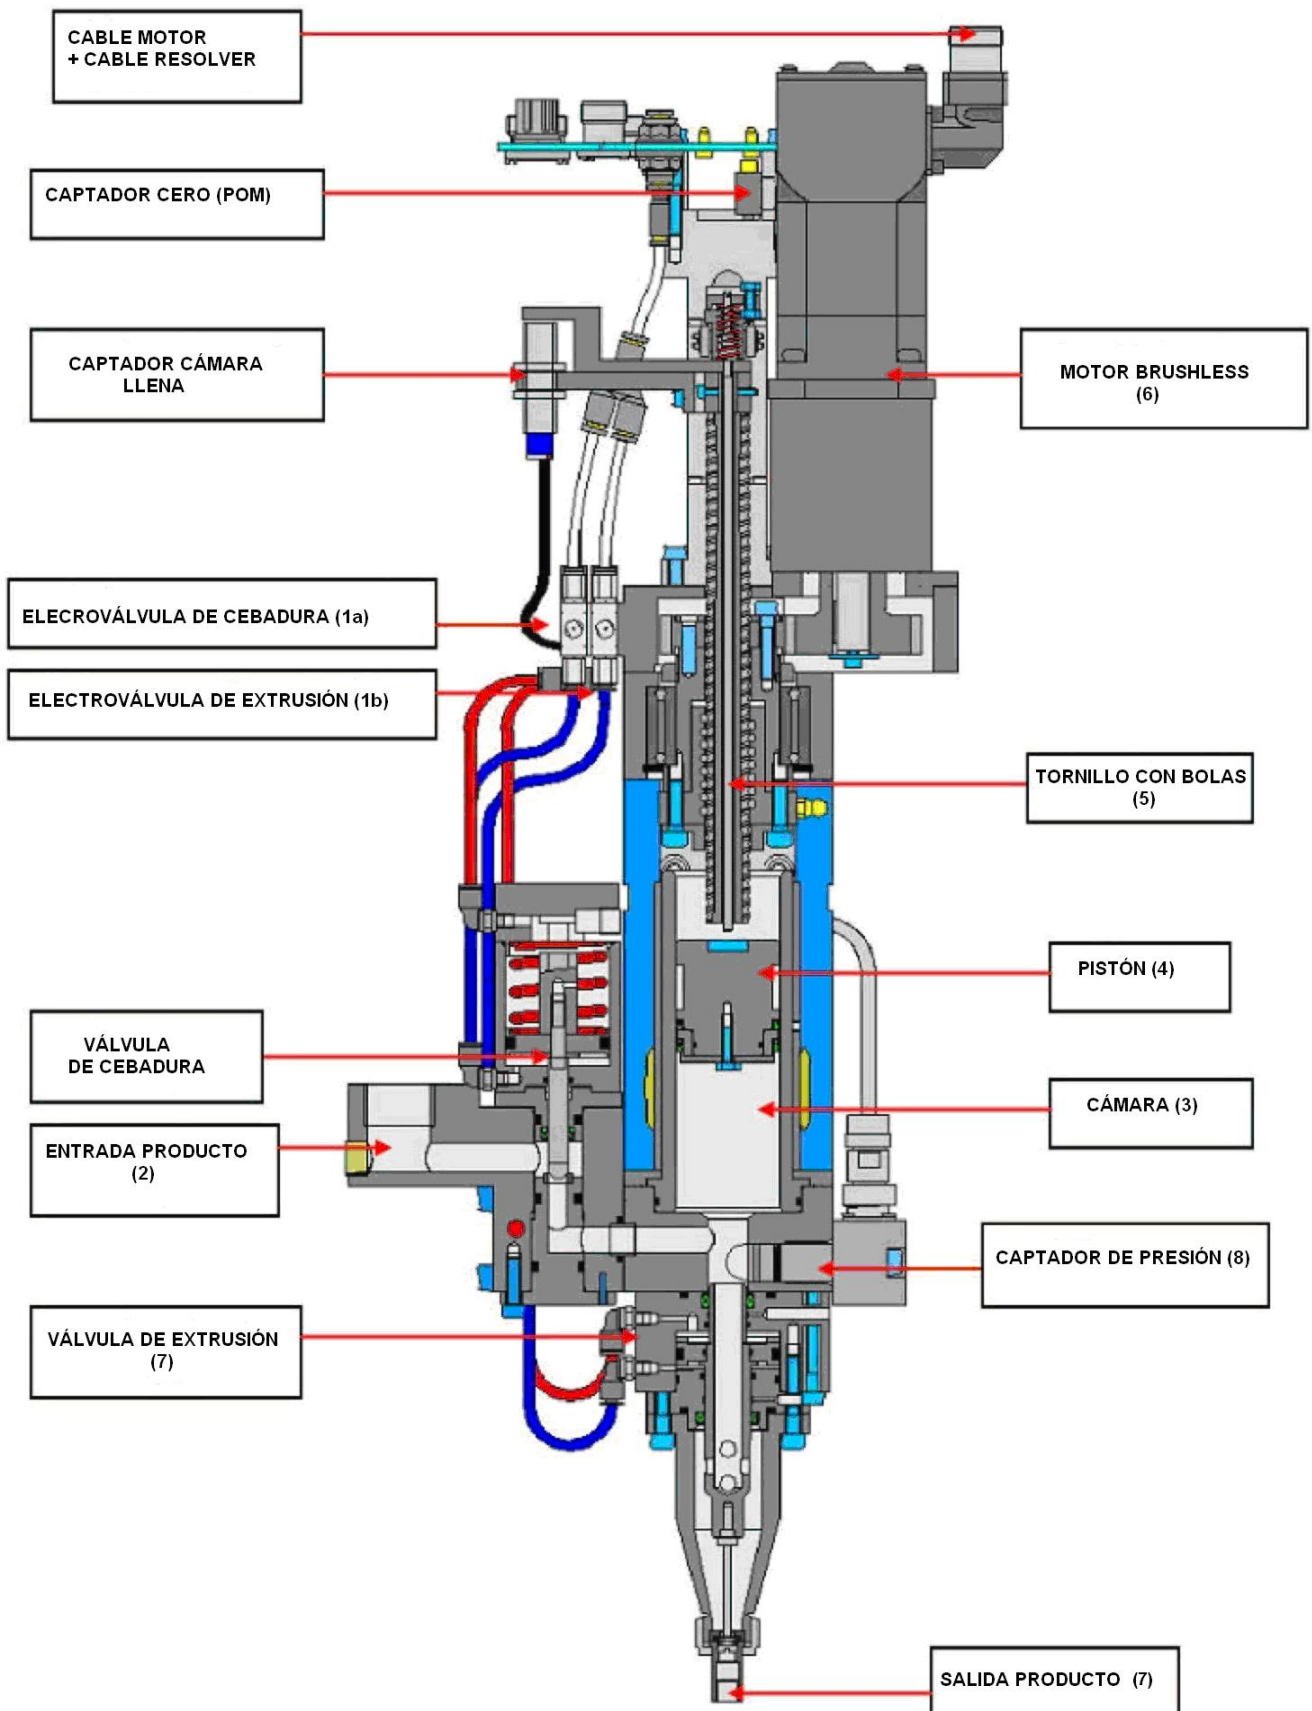 CABLE MOTOR
+ CABLE RESOLVER
CAPTADOR CERO (POM)
CAPTADOR CÁMARA
LLENA
MOTOR BRUSHLESS
(6)
ELECROVÁLVULA DE CEBADURA (1a)
ELECTROVÁLVULA DE EXTRUSIÓN (1b)
TORNILLO CON BOLAS
(5)
PISTÓN (4)
VÁLVULA
DE CEBADURA
CÁMARA (3)
ENTRADA PRODUCTO
(2)
CAPTADOR DE PRESIÓN (8)
VÁLVULA DE EXTRUSIÓN
(7)
SALIDA PRODUCTO (7)